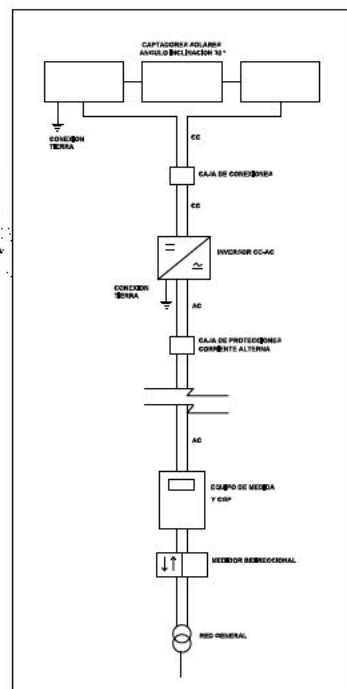 CAPTADORES SOLARES
ANGULO INCLINACION
CONEXION
TIERRA
CC
CAJA DE CONEXIONES
CC
INVERSOR CC-AC
CONEXION
TIERRA
AC
CAJA DE PROTECCIONES
CORRIENTE ALTERNA
AC
EQUIPO DE MEDIDA
Y CGP
MEDIDOR BIDIRECCIONAL
RED GENERAL